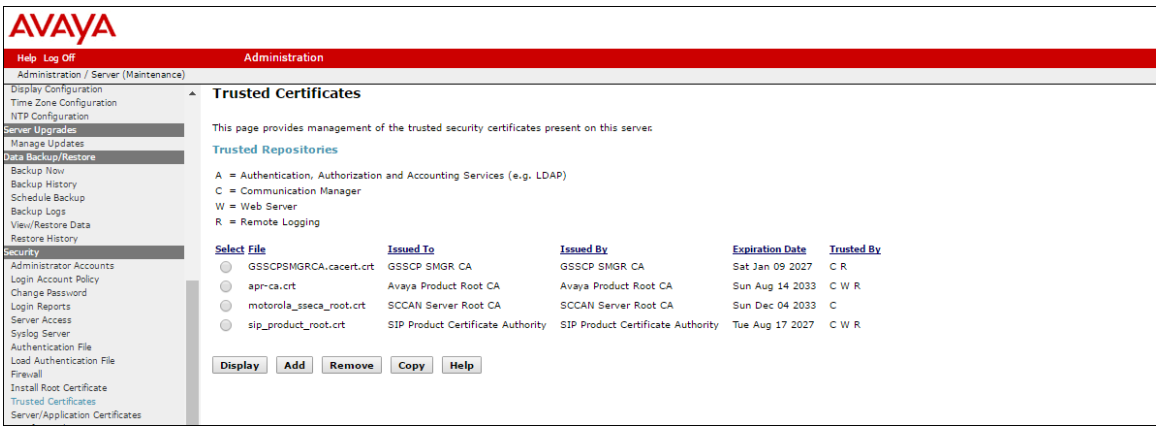 AVAYA
Help Log Off
Administration
Administration / Server (Maintenance)
Display Configuration
Time Zone Configuration
NTP Configuration
Server Upgrades
Manage Updates
Data Backup/Restore
Backup Now
Backup History
Schedule Backup
Backup Logs
View/Restore Data
Restore History
Security
Administrator Accounts
Login Account Policy
Change Password
Login Reports
Server Access
Syslog Server
Authentication File
Load Authentication File
Firewall
Install Root Certificate
Trusted Certificates
Server/Application Certificates
Trusted Certificates
This page provides management of the trusted security certificates present on this server.
Trusted Repositories
A = Authentication, Authorization and Accounting Services (e.g. LDAP)
C = Communication Manager
W = Web Server
R = Remote Logging
Select File Issued To Issued By Expiration Date Trusted By
GSSCPSMGRCA.cacert.crt GSSCP SMGR CA GSSCP SMGR CA Sat Jan 09 2027 C R
apr-ca.crt Avaya Product Root CA Avaya Product Root CA Sun Aug 14 2033 C W R
motorola_sseca_root.crt SCCAN Server Root CA SCCAN Server Root CA Sun Dec 04 2033 C
sip_product_root.crt SIP Product Certificate Authority SIP Product Certificate Authority Tue Aug 17 2027 C W R
Display Add Remove Copy Help